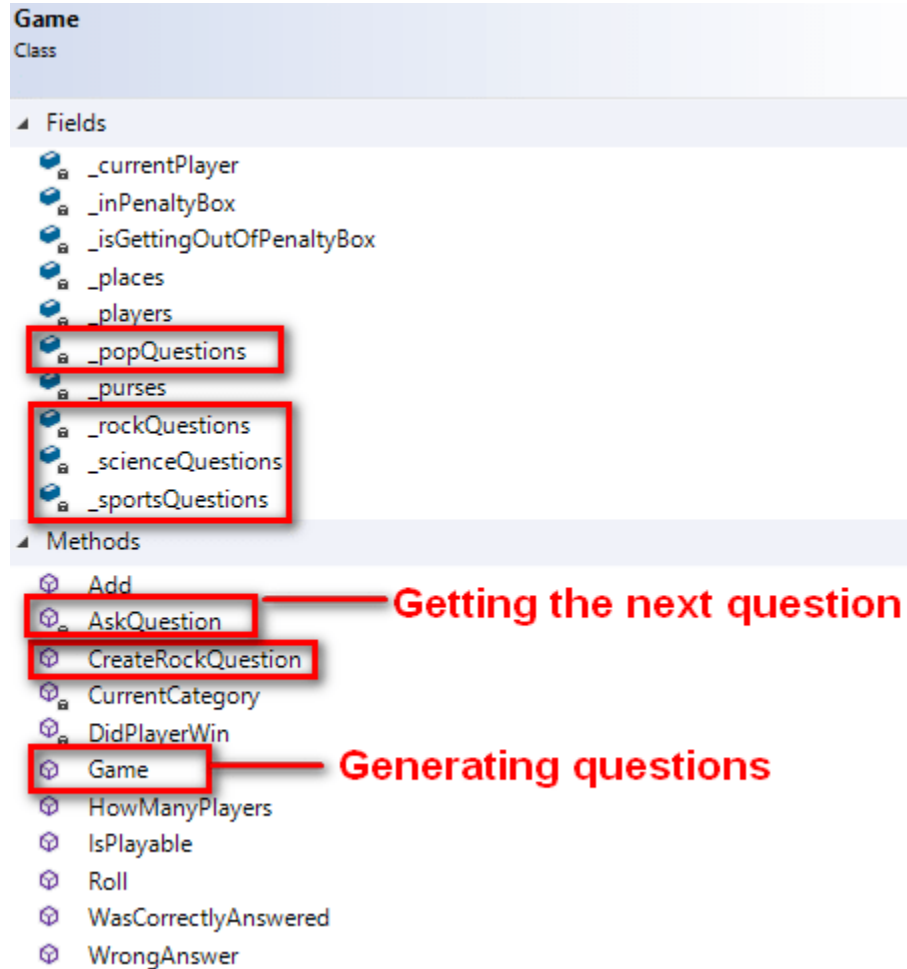 Game
Class
Fields
_currentPlayer
_inPenaltyBox
_isGettingOutOfPenaltyBox
_places
_players
_popQuestions
_purses
_rockQuestions
_scienceQuestions
_sportsQuestions
Methods
Add
Getting the next question
AskQuestion
CreateRockQuestion
CurrentCategory
DidPlayerWin
Game
Generating questions
HowManyPlayers
IsPlayable
Roll
WasCorrectlyAnswered
WrongAnswer